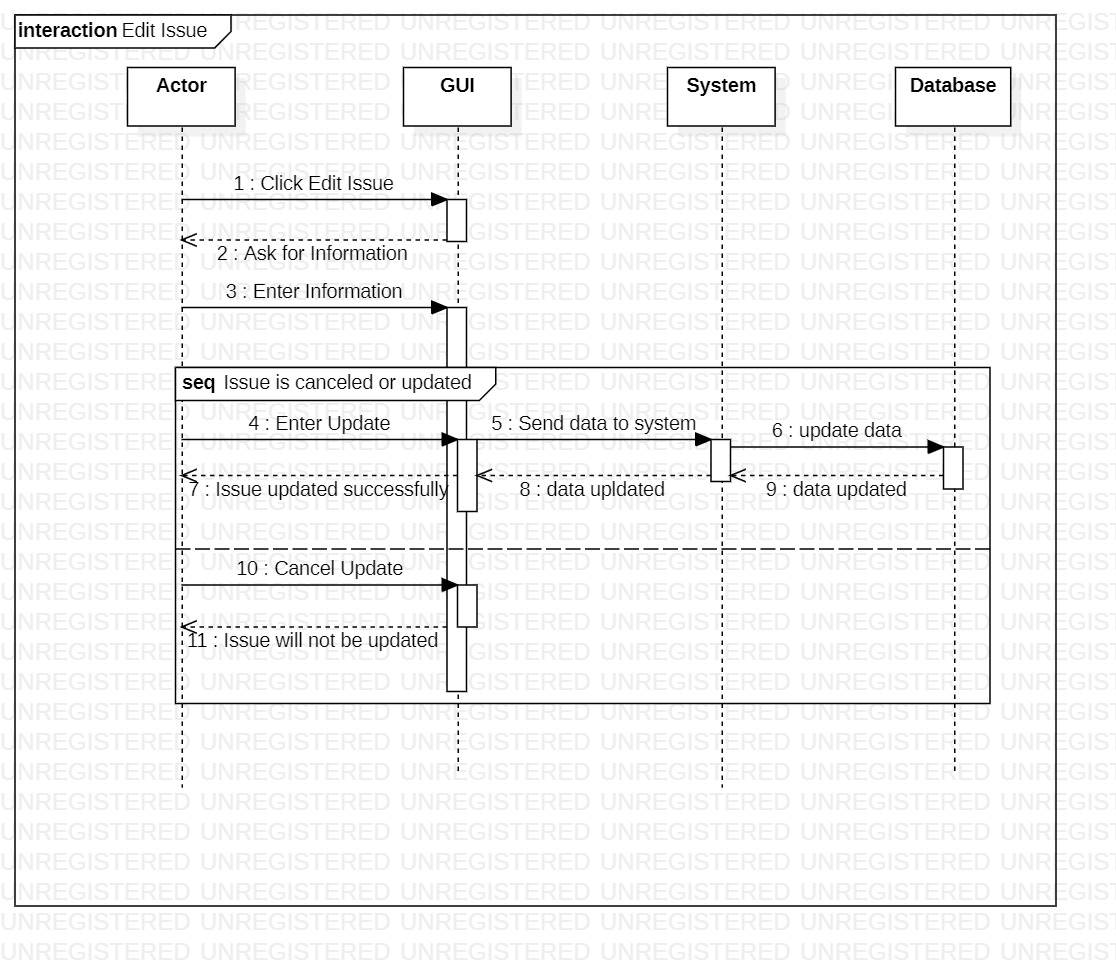 interaction Edit Issue
Actor
GUI
System
Database
1 : Click Edit Issue
2 : Ask for Information
3 : Enter Information
seq Issue is canceled or updated
4 : Enter Update
5 : Send data to system
6 : update data
7 : Issue updated successfully
8 : data upldated
9 : data updated
10 : Cancel Update
11 : Issue will not be updated
UNREGISTERED